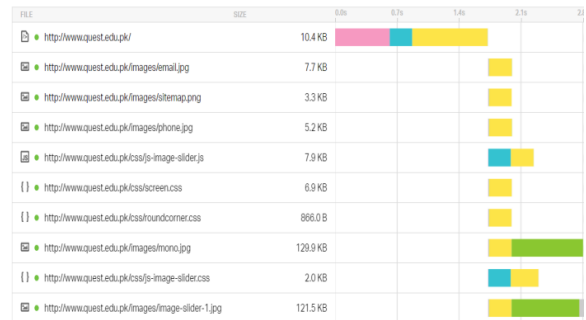 FILE SIZE 0.0s 0.7s 1.4s 2.1s
http://www.quest.edu.pk/ 10.4 KB
http://www.quest.edu.pk/images/email.jpg 7.7 KB
http://www.quest.edu.pk/images/sitemap.png 3.3 KB
http://www.quest.edu.pk/images/phone.jpg 5.2 KB
http://www.quest.edu.pk/css/js-image-slider.js 7.9 KB
{ } http://www.quest.edu.pk/css/screen.css 6.9 KB
{ } http://www.quest.edu.pk/css/roundcorner.css 866.0 B
http://www.quest.edu.pk/images/mono.jpg 129.9 KB
{ } http://www.quest.edu.pk/css/js-image-slider.css 2.0 KB
http://www.quest.edu.pk/images/image-slider-1.jpg 121.5 KB